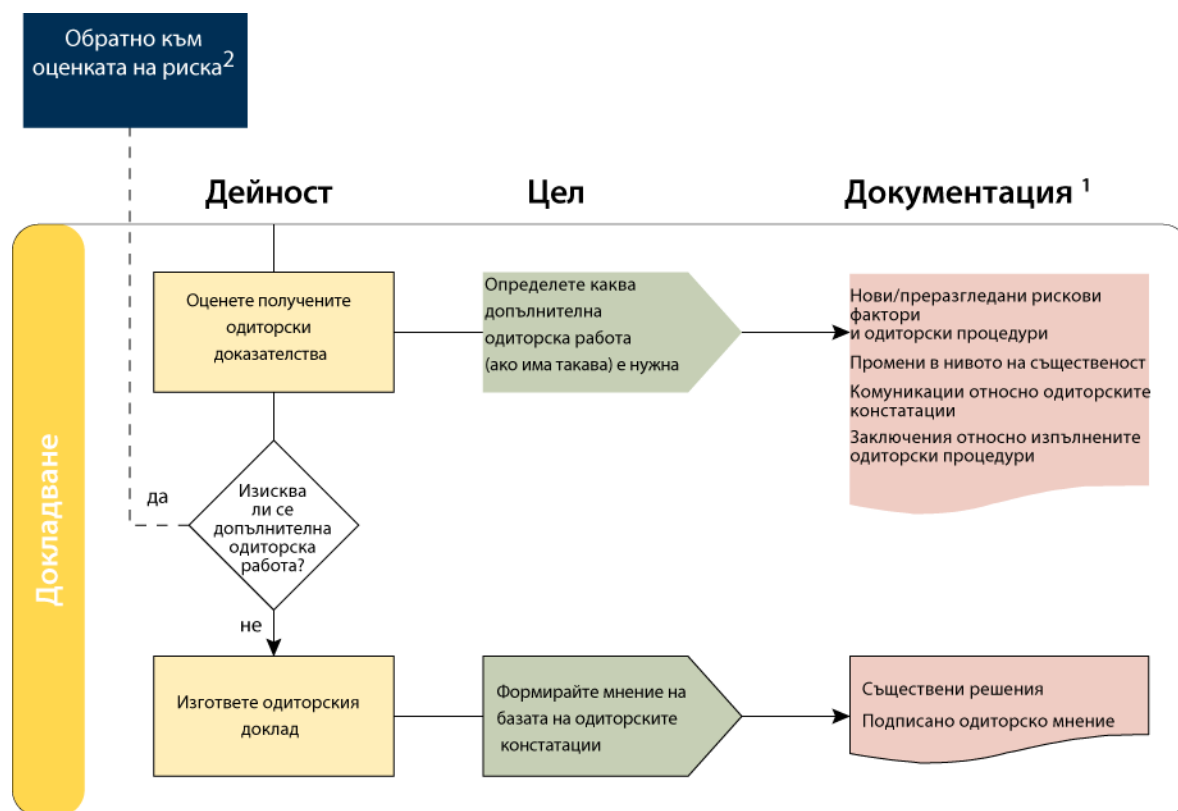 Обратно към
оценката на риска2
Дейност
Цел
Документация 1
Докладване
Оценете получените
одиторски
доказателства
Определете каква
допълнителна
одиторска работа
(ако има такава) е нужна
Нови/преразгледани рискови
фактори
и одиторски процедури
Промени в нивото на същественост
Комуникации относно одиторските
констатации
Заключения относно изпълнените
одиторски процедури
да
Изисква
ли се
допълнителна
одиторска
работа?
не
Изгответе одиторския
доклад
Формирайте мнение на
базата на одиторските
констатации
Съществени решения
Подписано одиторско мнение